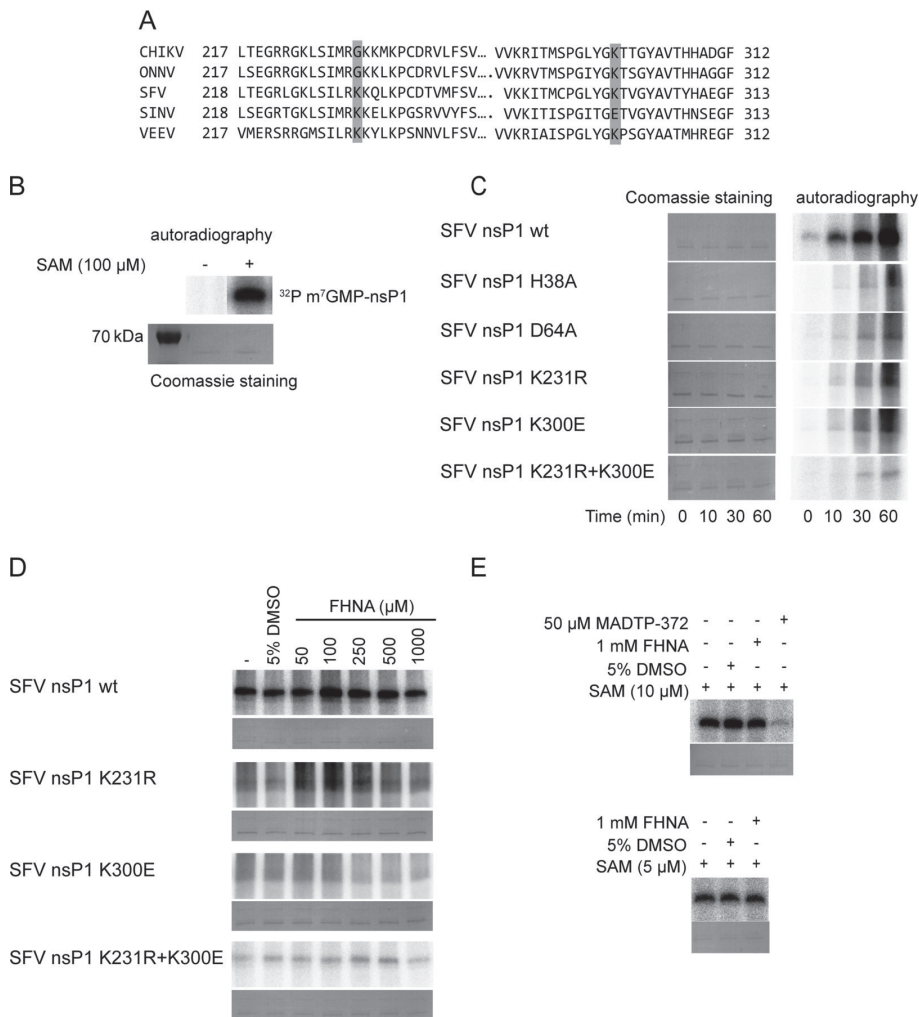 A
CHIKV 217 LTEGRRGKLSIMRGKKMKPCDRVLFSV… VVKRITMSPGLYGKTTGYAVTHHADGF 312
ONNV 217 LSEGRRGKLSIMRGKKLKPCDRVLFSV…. VVKRVTMSPGIYGKTSGYAVTHHAGGF 312
SFV 218 LTEGRLGKLSILRKKQLKPCDTVMFSV…. VVKKITMCPGLYGKTVGYAVTYHAEGF 313
SINV 218 LSEGRTGKLSIMRKKELKPGSRVVYFS…. VVKKITISPGITGETVGYAVTHNSEGF 313
VEEV 217 VMERSRRGMSILRKKYLKPSNNVLFSV… VVKRIAISPGLYGKPSGYAATMHREGF 312
B
autoradiography
SAM (100 µM) - +
32P m7GMP-nsP1
70 kDa
Coomassie staining
C
Coomassie staining autoradiography
SFV nsP1 wt
SFV nsP1 H38A
SFV nsP1 D64A
SFV nsP1 K231R
SFV nsP1 K300E
SFV nsP1 K231R+K300E
Time (min) 0 10 30 60 0 10 30 60
D
FHNA (µM)
- 5% DMSO 50 100 250 500 1000
SFV nsP1 wt
SFV nsP1 K231R
SFV nsP1 K300E
SFV nsP1 K231R+K300E
E
50 µM MADTP-372 - - - +
1 mM FHNA - - + -
5% DMSO - + - -
SAM (10 µM) + + + +
1 mM FHNA - - +
5% DMSO - + -
SAM (5 µM) + + +